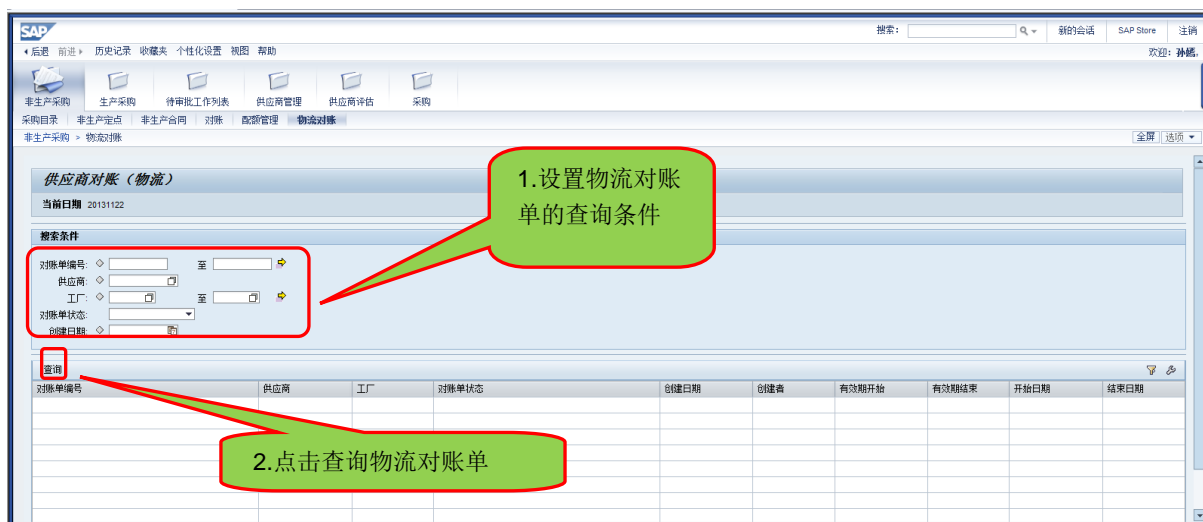 SAP
搜索: 新的会话 SAP Store 注销
后退 前进 历史记录 收藏夹 个性化设置 视图 帮助
欢迎: 孙嫣,
非生产采购 生产采购 待审批工作列表 供应商管理 供应商评估 采购
采购目录 非生产定点 非生产合同 对账 配额管理 物流对账
非生产采购 > 物流对账
全屏 选项
供应商对账（物流）
当前日期 20131122
搜索条件
对账单编号: 至
供应商:
工厂: 至
对账单状态:
创建日期:
1.设置物流对账
单的查询条件
查询
对账单编号 供应商 工厂 对账单状态 创建日期 创建者 有效期开始 有效期结束 开始日期 结束日期
2.点击查询物流对账单